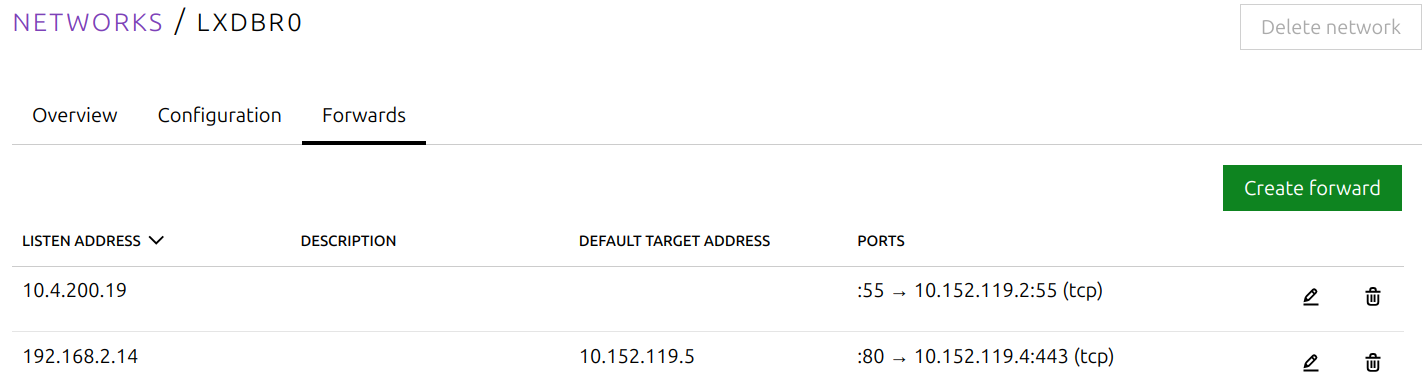 NETWORKS / LXDBR0
Delete network
Overview Configuration Forwards
Create forward
LISTEN ADDRESS DESCRIPTION DEFAULT TARGET ADDRESS PORTS
10.4.200.19 :55 → 10.152.119.2:55 (tcp)
192.168.2.14 10.152.119.5 :80 → 10.152.119.4:443 (tcp)